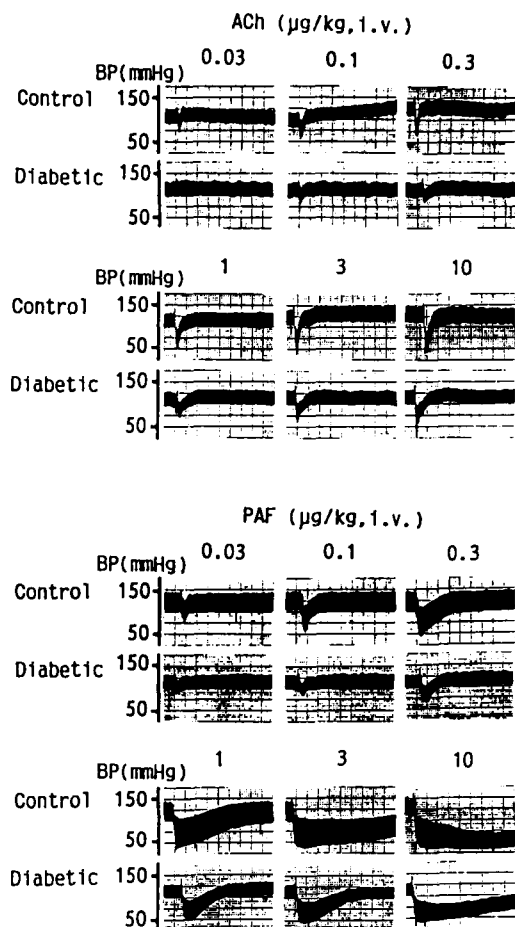 ACh (µg/kg,i.v.)
0.03 0.1 0.3
BP(mmHg)
Control 150
50
Diabetic 150
50
BP(mmHg) 1 3 10
Control 150
50
Diabetic 150
50
PAF (µg/kg,i.v.)
0.03 0.1 0.3
Control 150
50
Diabetic 150
50
BP(mmHg) 1 3 10
Control 150
50
Diabetic 150
50